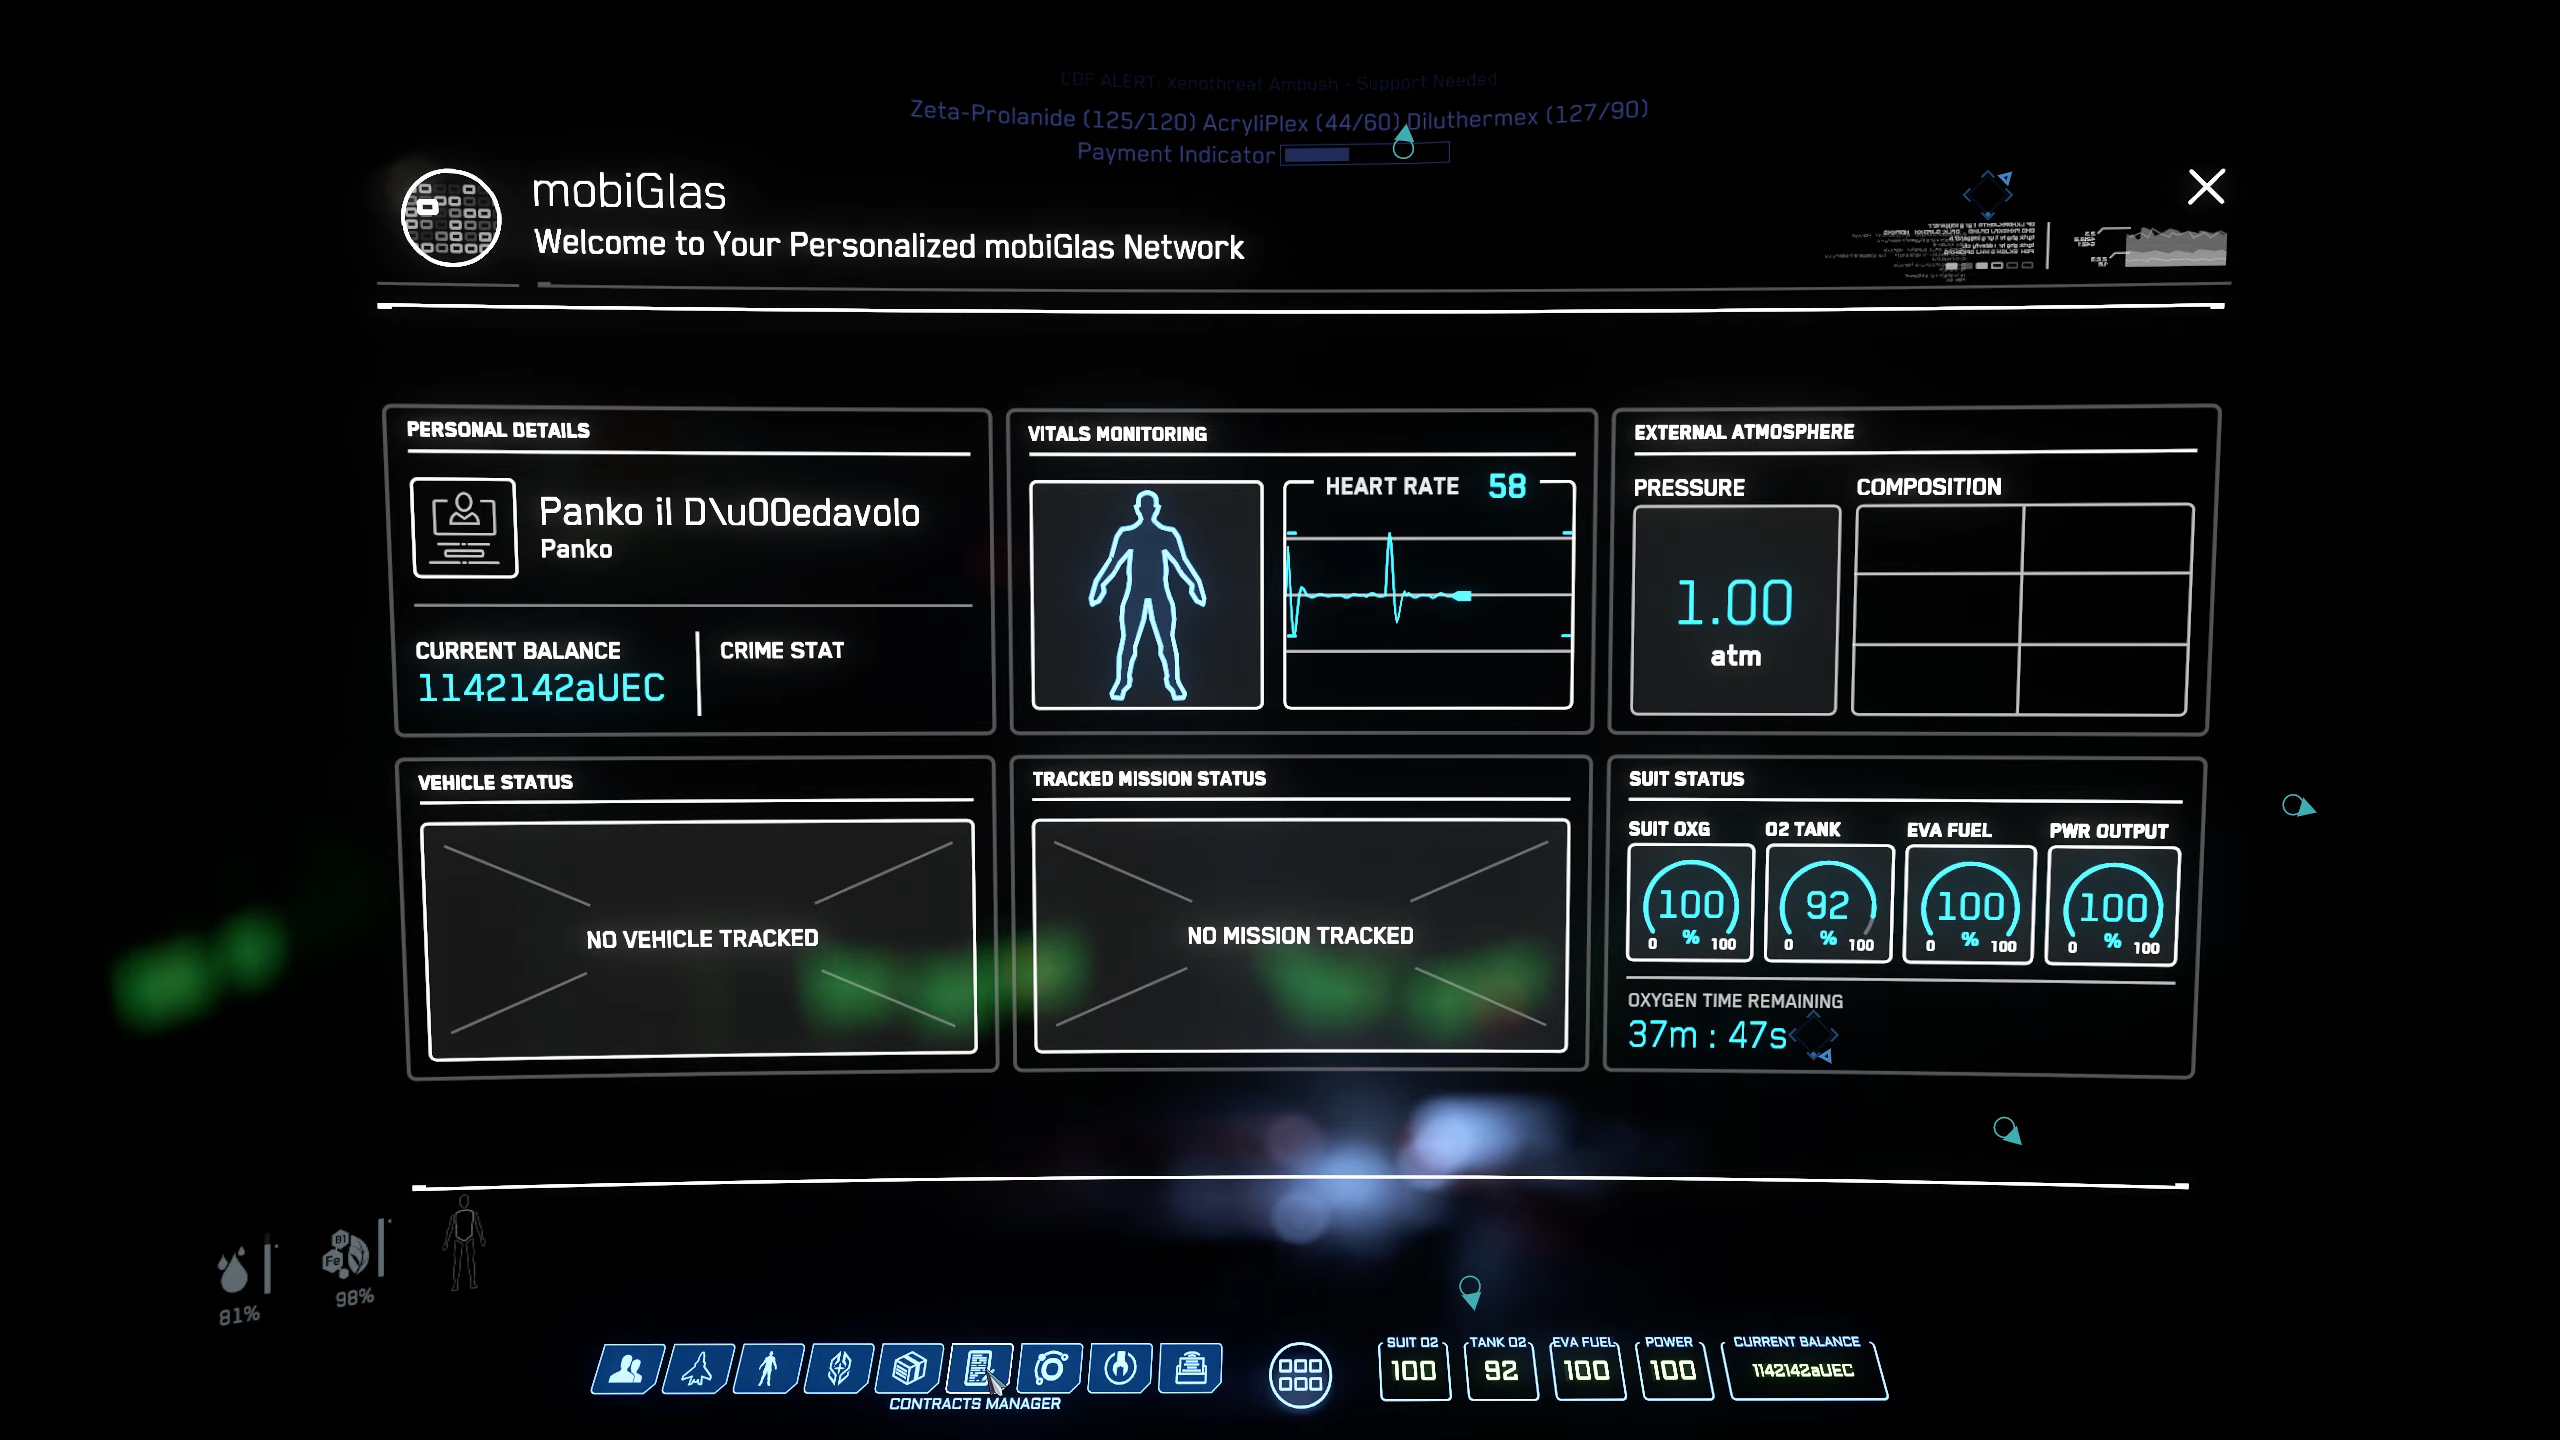 CDF ALERT: Xenothreat Ambush - Support Needed
Zeta-Prolanide (125/120) AcryliPlex (44/60) Diluthermex (127/90)
Payment Indicator
mobiGlas
Welcome to Your Personalized mobiGlas Network
PERSONAL DETAILS
Panko il D\u00edavolo
Panko
CURRENT BALANCE
1142142aUEC
CRIME STAT
VITALS MONITORING
HEART RATE 58
EXTERNAL ATMOSPHERE
PRESSURE
1.00
atm
COMPOSITION
VEHICLE STATUS
NO VEHICLE TRACKED
TRACKED MISSION STATUS
NO MISSION TRACKED
SUIT STATUS
SUIT OXG O2 TANK EVA FUEL PWR OUTPUT
100 92 100 100
0 % 100 0 % 100 0 % 100 0 % 100
OXYGEN TIME REMAINING
37m : 47s
B1
Fe
81% 98%
CONTRACTS MANAGER
SUIT O2 TANK O2 EVA FUEL POWER CURRENT BALANCE
100 92 100 100 1142142aUEC